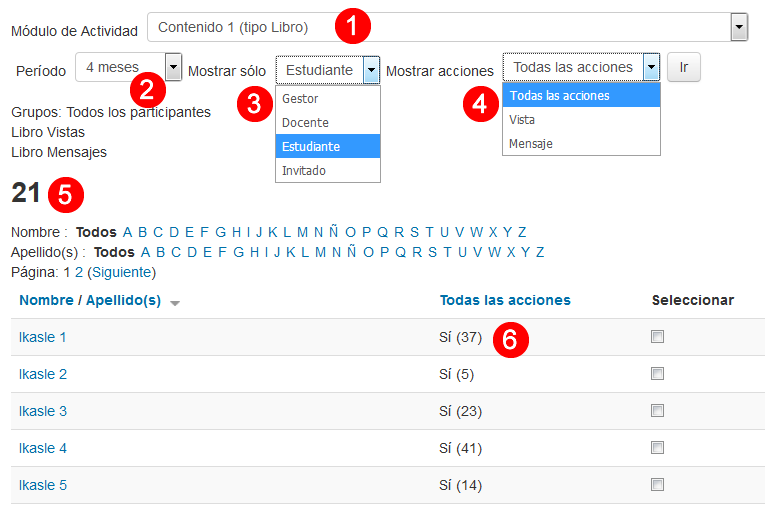 Módulo de Actividad Contenido 1 (tipo Libro) 1
Período 4 meses Mostrar sólo Estudiante Mostrar acciones Todas las acciones Ir
2 3 4
Gestor
Docente
Estudiante
Invitado
Todas las acciones
Vista
Mensaje
Grupos: Todos los participantes
Libro Vistas
Libro Mensajes
21 5
Nombre : Todos A B C D E F G H I J K L M N Ñ O P Q R S T U V W X Y Z
Apellido(s) : Todos A B C D E F G H I J K L M N Ñ O P Q R S T U V W X Y Z
Página: 1 2 (Siguiente)
Nombre / Apellido(s) Todas las acciones Seleccionar
Ikasle 1 Sí (37) 6
Ikasle 2 Sí (5)
Ikasle 3 Sí (23)
Ikasle 4 Sí (41)
Ikasle 5 Sí (14)